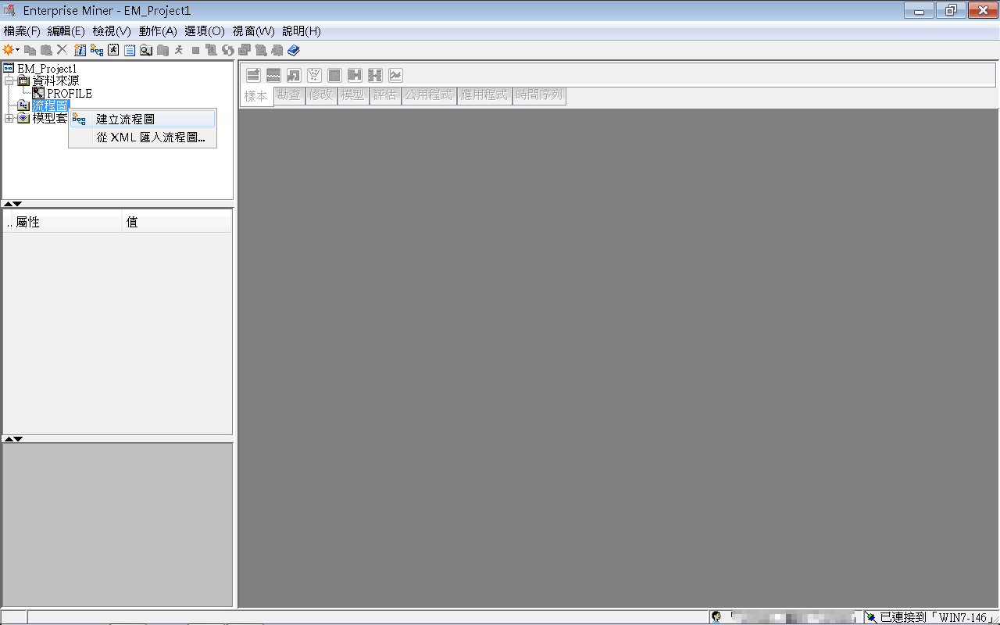 Enterprise Miner - EM_Project1
檔案(F) 編輯(E) 檢視(V) 動作(A) 選項(O) 視窗(W) 說明(H)
EM_Project1
資料來源
PROFILE
流程圖
模型套
建立流程圖
從 XML 匯入流程圖...
樣本 勘查 修改 模型 評估 公用程式 應用程式 時間序列
.. 屬性 值
已連接到「WIN7-146」